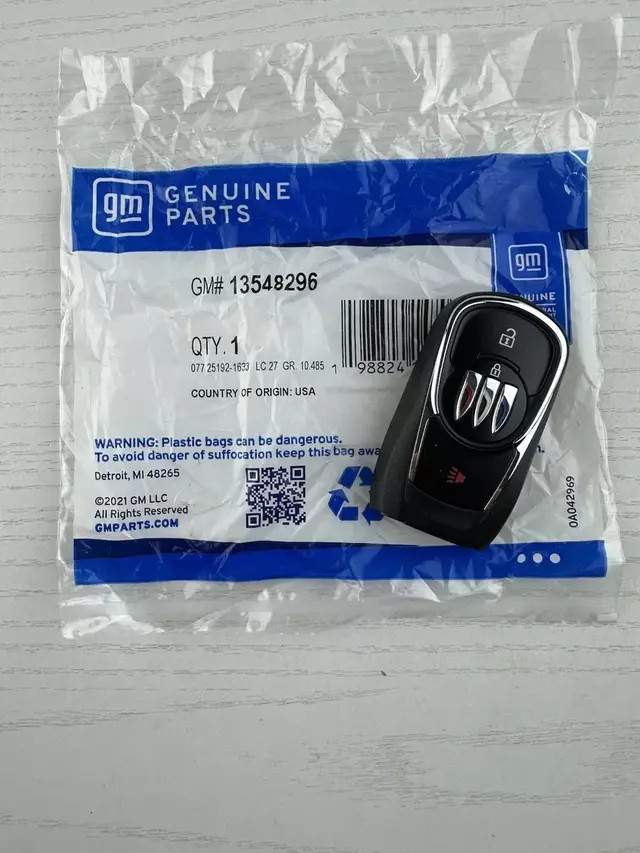 gm GENUINE
PARTS
gm
GM# 13548296
QTY. 1
077 25192-1633 LC 27 GR. 10.485
1 98824
COUNTRY OF ORIGIN: USA
WARNING: Plastic bags can be dangerous.
To avoid danger of suffocation keep this bag
Detroit, MI 48265
©2021 GM LLC
All Rights Reserved
GMPARTS.COM
0A042969